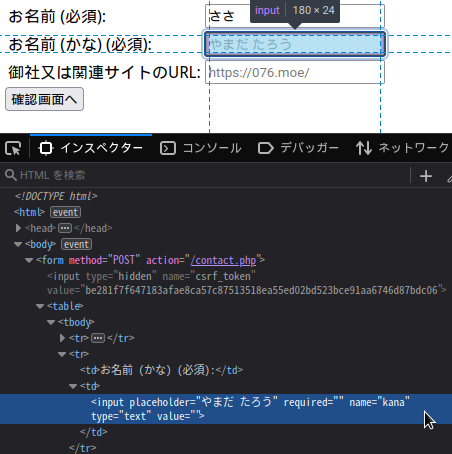 input | 180 × 24
お名前 (必須): ささ
お名前 (かな) (必須): やまだ たろう
御社又は関連サイトのURL: https://076.moe/
確認画面へ
インスペクター コンソール デバッガー ネットワーク
HTML を検索
<!DOCTYPE html>
<html> event
<head> ⋯ </head>
<body> event
<form method="POST" action="/contact.php">
<input type="hidden" name="csrf_token"
value="be281f7f647183afae8ca57c87513518ea55ed02bd523bce91aa6746d87bdc06">
<table>
<tbody>
<tr> ⋯ </tr>
<tr>
<td>お名前 (かな) (必須):</td>
<td>
<input placeholder="やまだ たろう" required="" name="kana"
type="text" value="">
</td>
</tr>